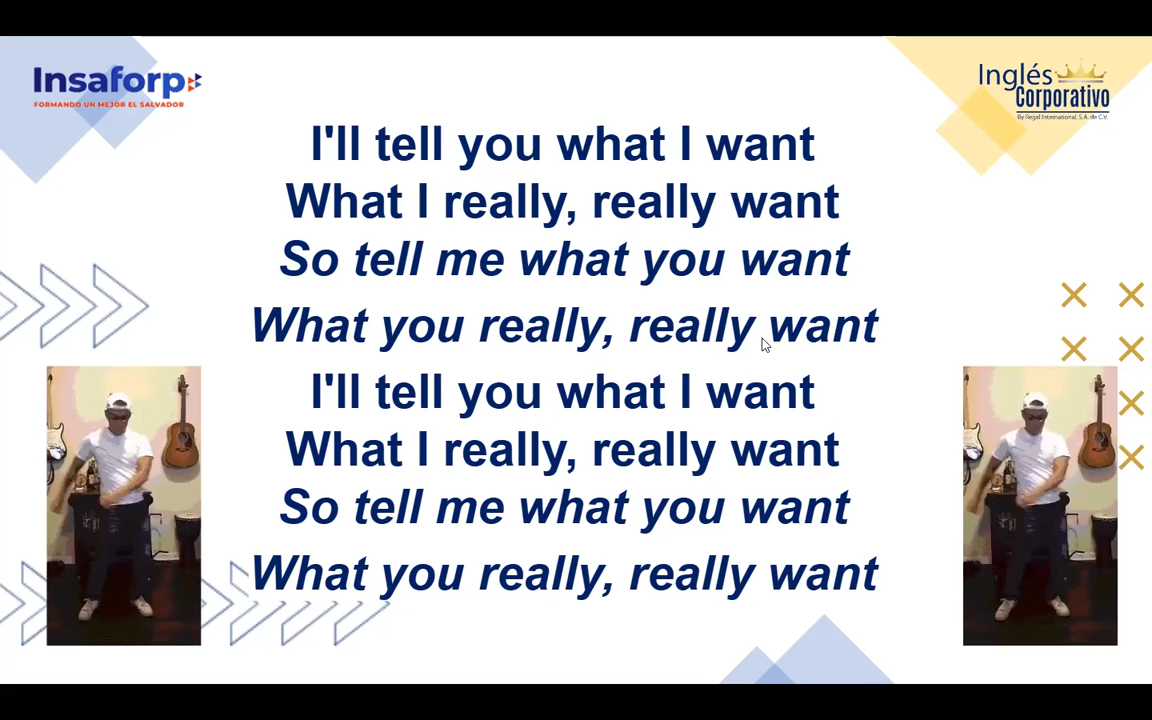 Insaforp
FORMANDO UN MEJOR EL SALVADOR
Inglés
Corporativo
By Regal International, S.A. de C.V.
I'll tell you what I want
What I really, really want
So tell me what you want
What you really, really want
I'll tell you what I want
What I really, really want
So tell me what you want
What you really, really want